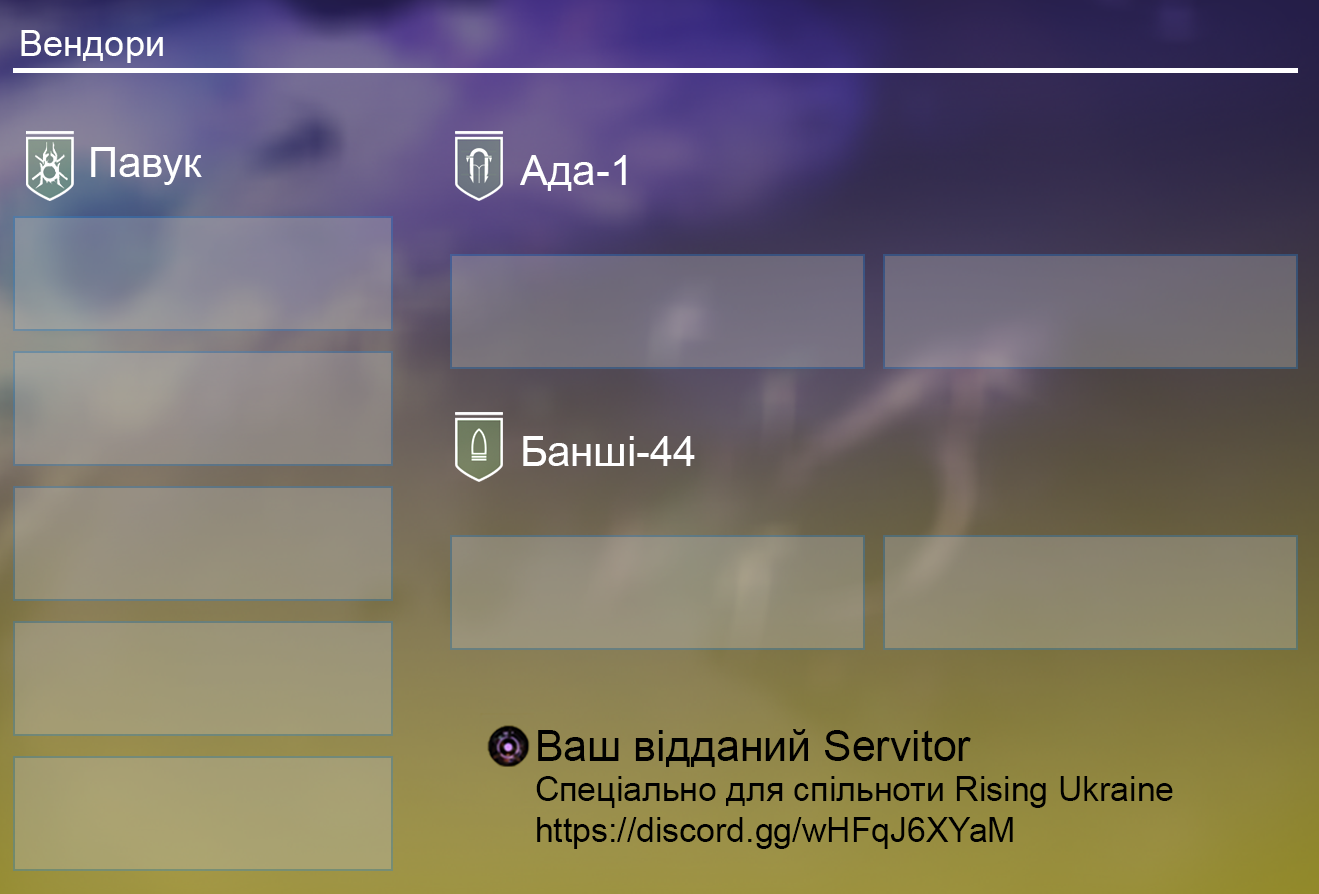 Вендори
Павук
Ада-1
Банші-44
Ваш відданий Servitor
Спеціально для спільноти Rising Ukraine
https://discord.gg/wHFqJ6XYaM